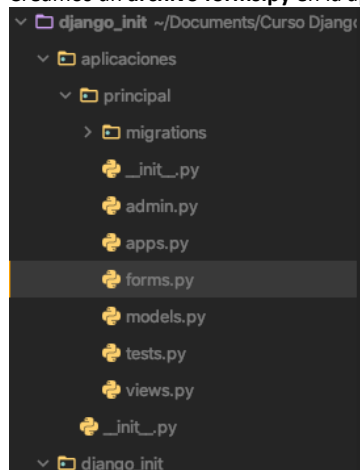 django_init ~/Documents/Curso Django
aplicaciones
principal
migrations
__init__.py
admin.py
apps.py
forms.py
models.py
tests.py
views.py
__init__.py
django_init